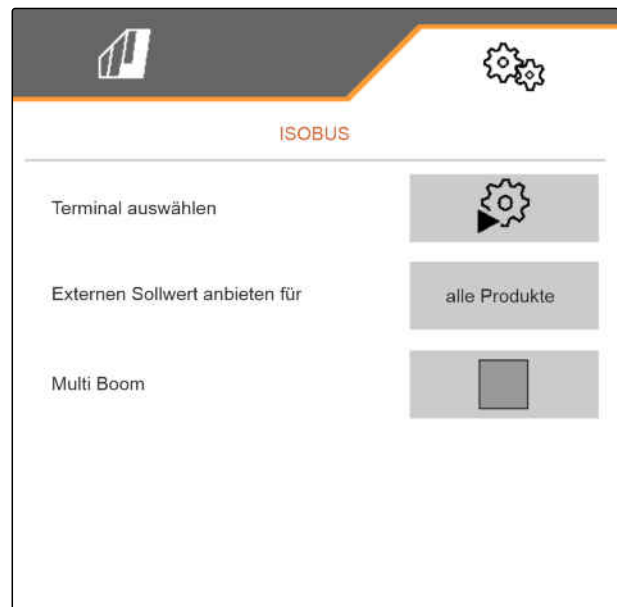 ISOBUS
Terminal auswählen
Externen Sollwert anbieten für
alle Produkte
Multi Boom